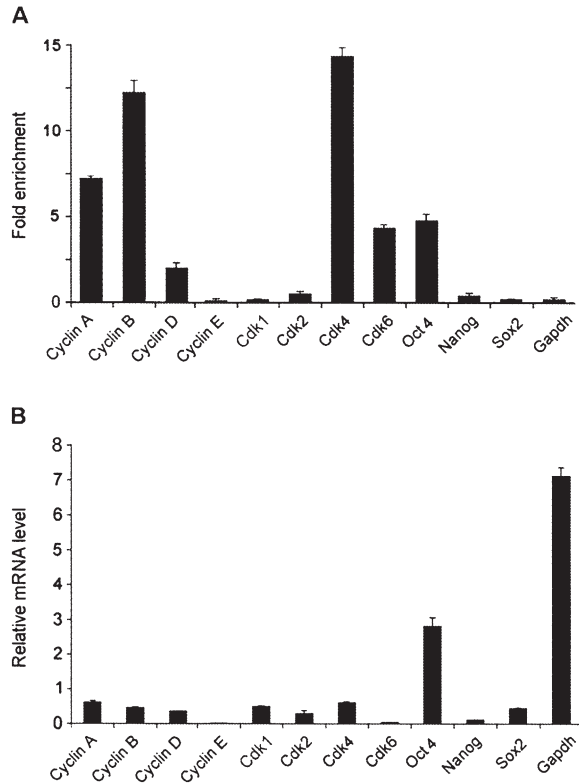 A
15
10
5
0
Fold enrichment
Cyclin A
Cyclin B
Cyclin D
Cyclin E
Cdk1
Cdk2
Cdk4
Cdk6
Oct 4
Nanog
Sox2
Gapdh
B
8
7
6
5
4
3
2
1
0
Relative mRNA level
Cyclin A
Cyclin B
Cyclin D
Cyclin E
Cdk1
Cdk2
Cdk4
Cdk6
Oct 4
Nanog
Sox2
Gapdh